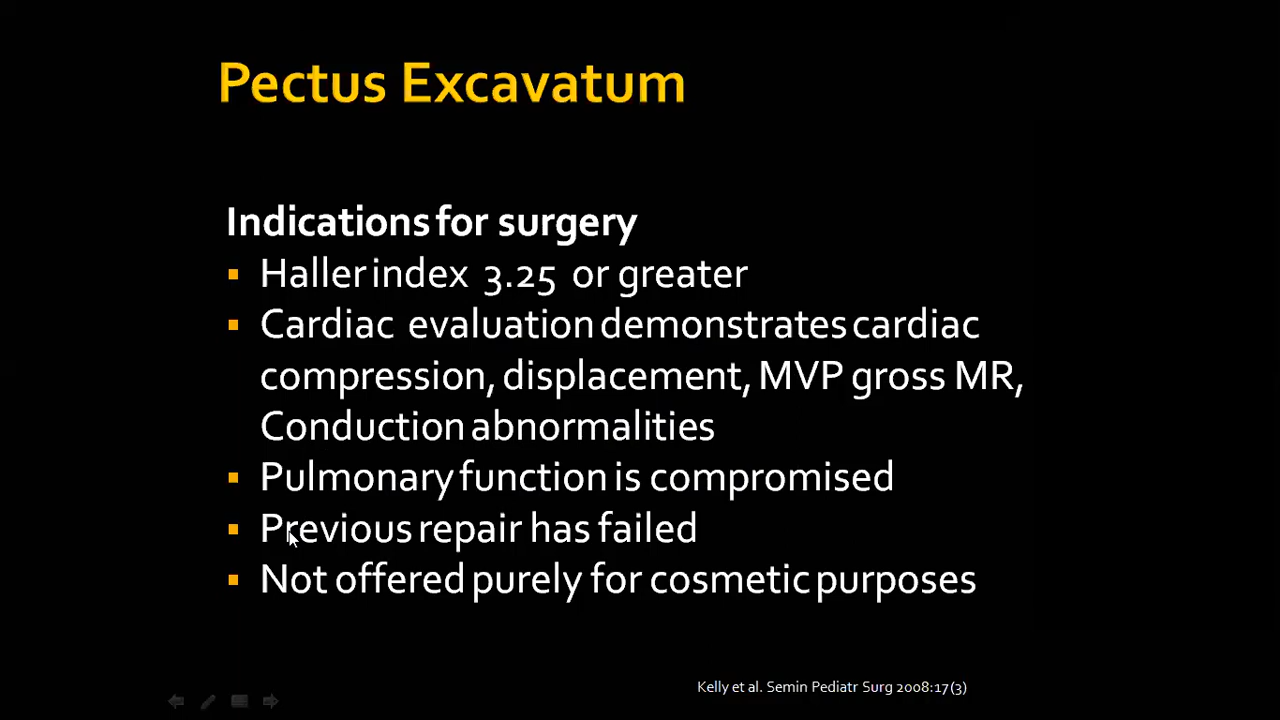 Pectus Excavatum
Indications for surgery
▪ Haller index 3.25 or greater
▪ Cardiac evaluation demonstrates cardiac
compression, displacement, MVP gross MR,
Conduction abnormalities
▪ Pulmonary function is compromised
▪ Previous repair has failed
▪ Not offered purely for cosmetic purposes
Kelly et al. Semin Pediatr Surg 2008:17(3)